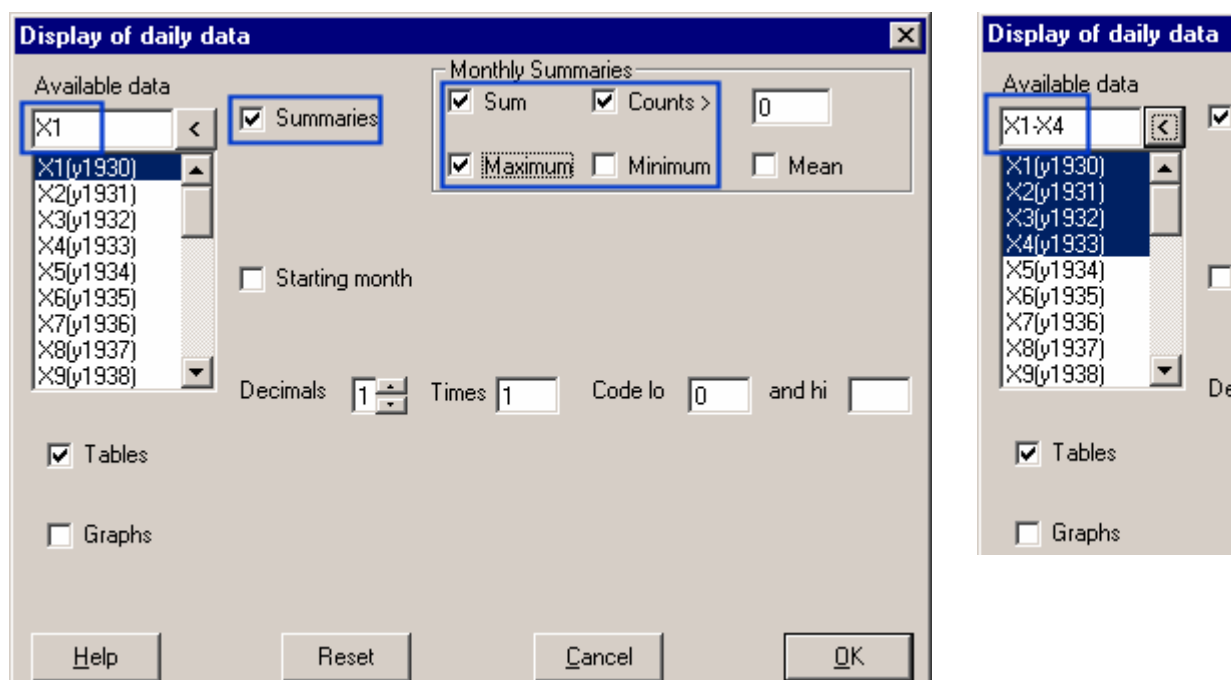 Display of daily data
Available data
X1
<
Summaries
Monthly Summaries
Sum
Counts >
0
Maximum
Minimum
Mean
X1(y1930)
X2(y1931)
X3(y1932)
X4(y1933)
X5(y1934)
X6(y1935)
X7(y1936)
X8(y1937)
X9(y1938)
Starting month
Decimals 1 Times 1 Code lo 0 and hi
Tables
Graphs
Help Reset Cancel OK
Display of daily data
Available data
X1-X4
<
X1(y1930)
X2(y1931)
X3(y1932)
X4(y1933)
X5(y1934)
X6(y1935)
X7(y1936)
X8(y1937)
X9(y1938)
De
Tables
Graphs